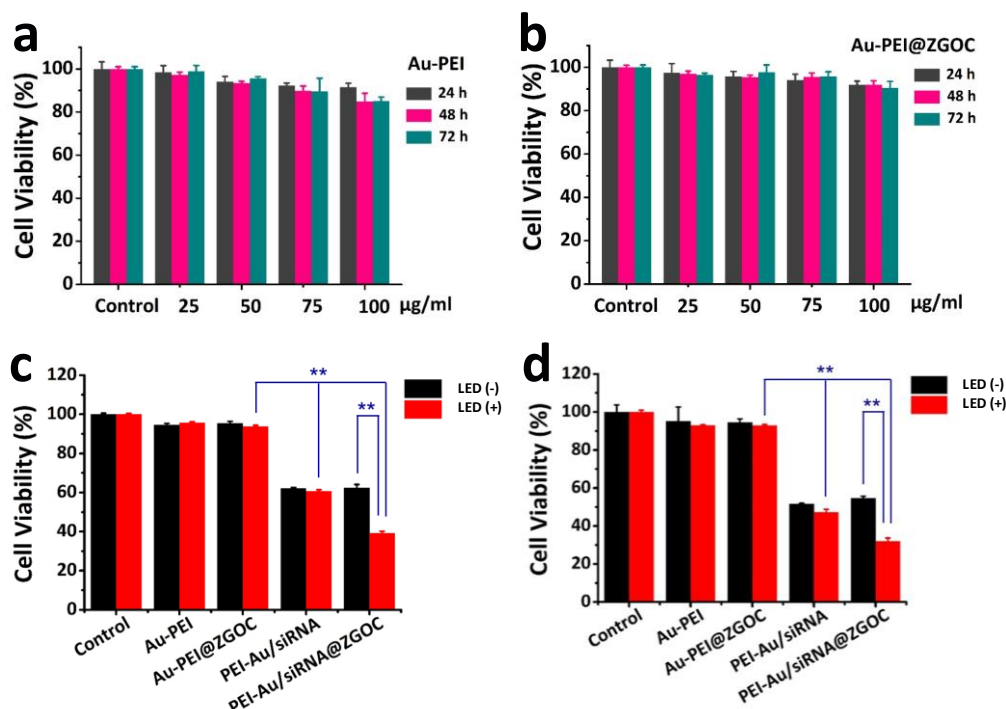 a
Au-PEI
24 h
48 h
72 h
Cell Viability (%)
100
80
60
40
20
0
Control 25 50 75 100 μg/ml
b
Au-PEI@ZGOC
24 h
48 h
72 h
Cell Viability (%)
100
80
60
40
20
0
Control 25 50 75 100 μg/ml
c
LED (-)
LED (+)
**
**
Cell Viability (%)
120
100
80
60
40
20
0
Control
Au-PEI
Au-PEI@ZGOC
PEI-Au/siRNA
PEI-Au/siRNA@ZGOC
d
LED (-)
LED (+)
**
**
Cell Viability (%)
120
100
80
60
40
20
0
Control
Au-PEI
Au-PEI@ZGOC
PEI-Au/siRNA
PEI-Au/siRNA@ZGOC